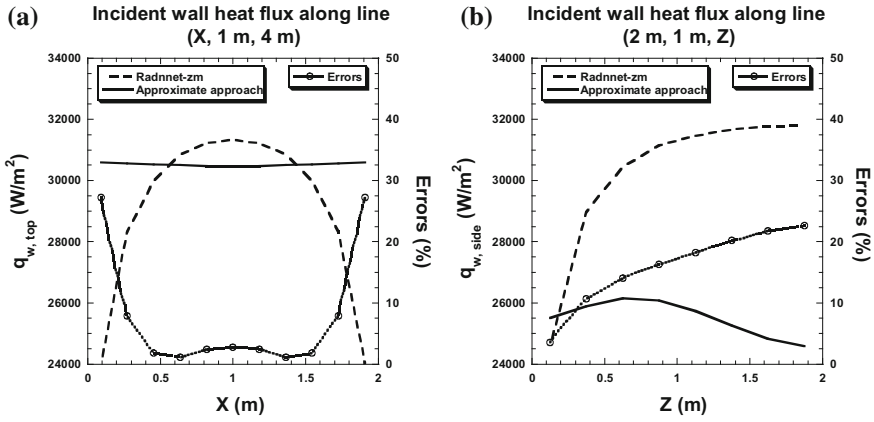 (a)
Incident wall heat flux along line
(X, 1 m, 4 m)
Radnnet-zm
Approximate approach
Errors
34000
32000
30000
28000
26000
24000
50
40
30
20
10
0
q w, top (W/m²)
Errors (%)
0
0.5
1
1.5
2
X (m)
(b)
Incident wall heat flux along line
(2 m, 1 m, Z)
Radnnet-zm
Approximate approach
Errors
34000
32000
30000
28000
26000
24000
50
40
30
20
10
0
q w, side (W/m²)
Errors (%)
0
0.5
1
1.5
2
Z (m)